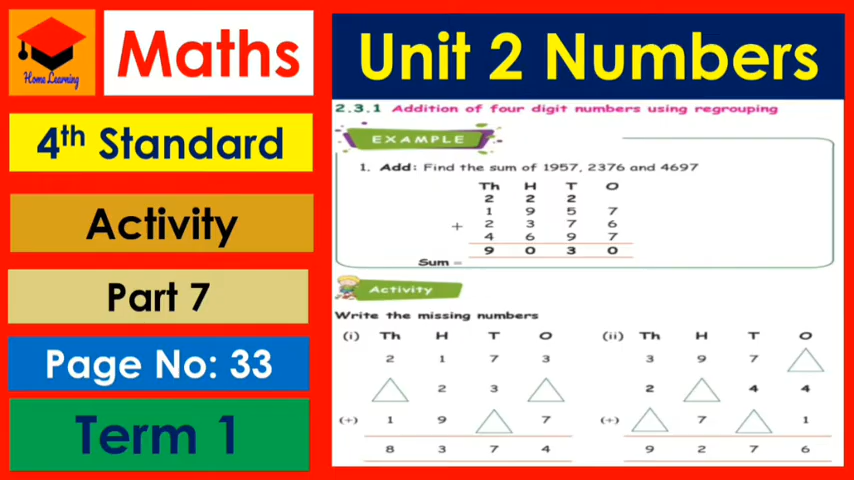 Home Learning
Maths
4th Standard
Activity
Part 7
Page No: 33
Term 1
Unit 2 Numbers
2.3.1 Addition of four digit numbers using regrouping
EXAMPLE
1. Add: Find the sum of 1957, 2376 and 4697
Th H T O
2 2 2
1 9 5 7
+ 2 3 7 6
4 6 9 7
Sum = 9 0 3 0
Activity
Write the missing numbers
(i) Th H T O
2 1 7 3
2 3
(+) 1 9 7
8 3 7 4
(ii) Th H T O
3 9 7
2 4 4
(+) 7 1
9 2 7 6